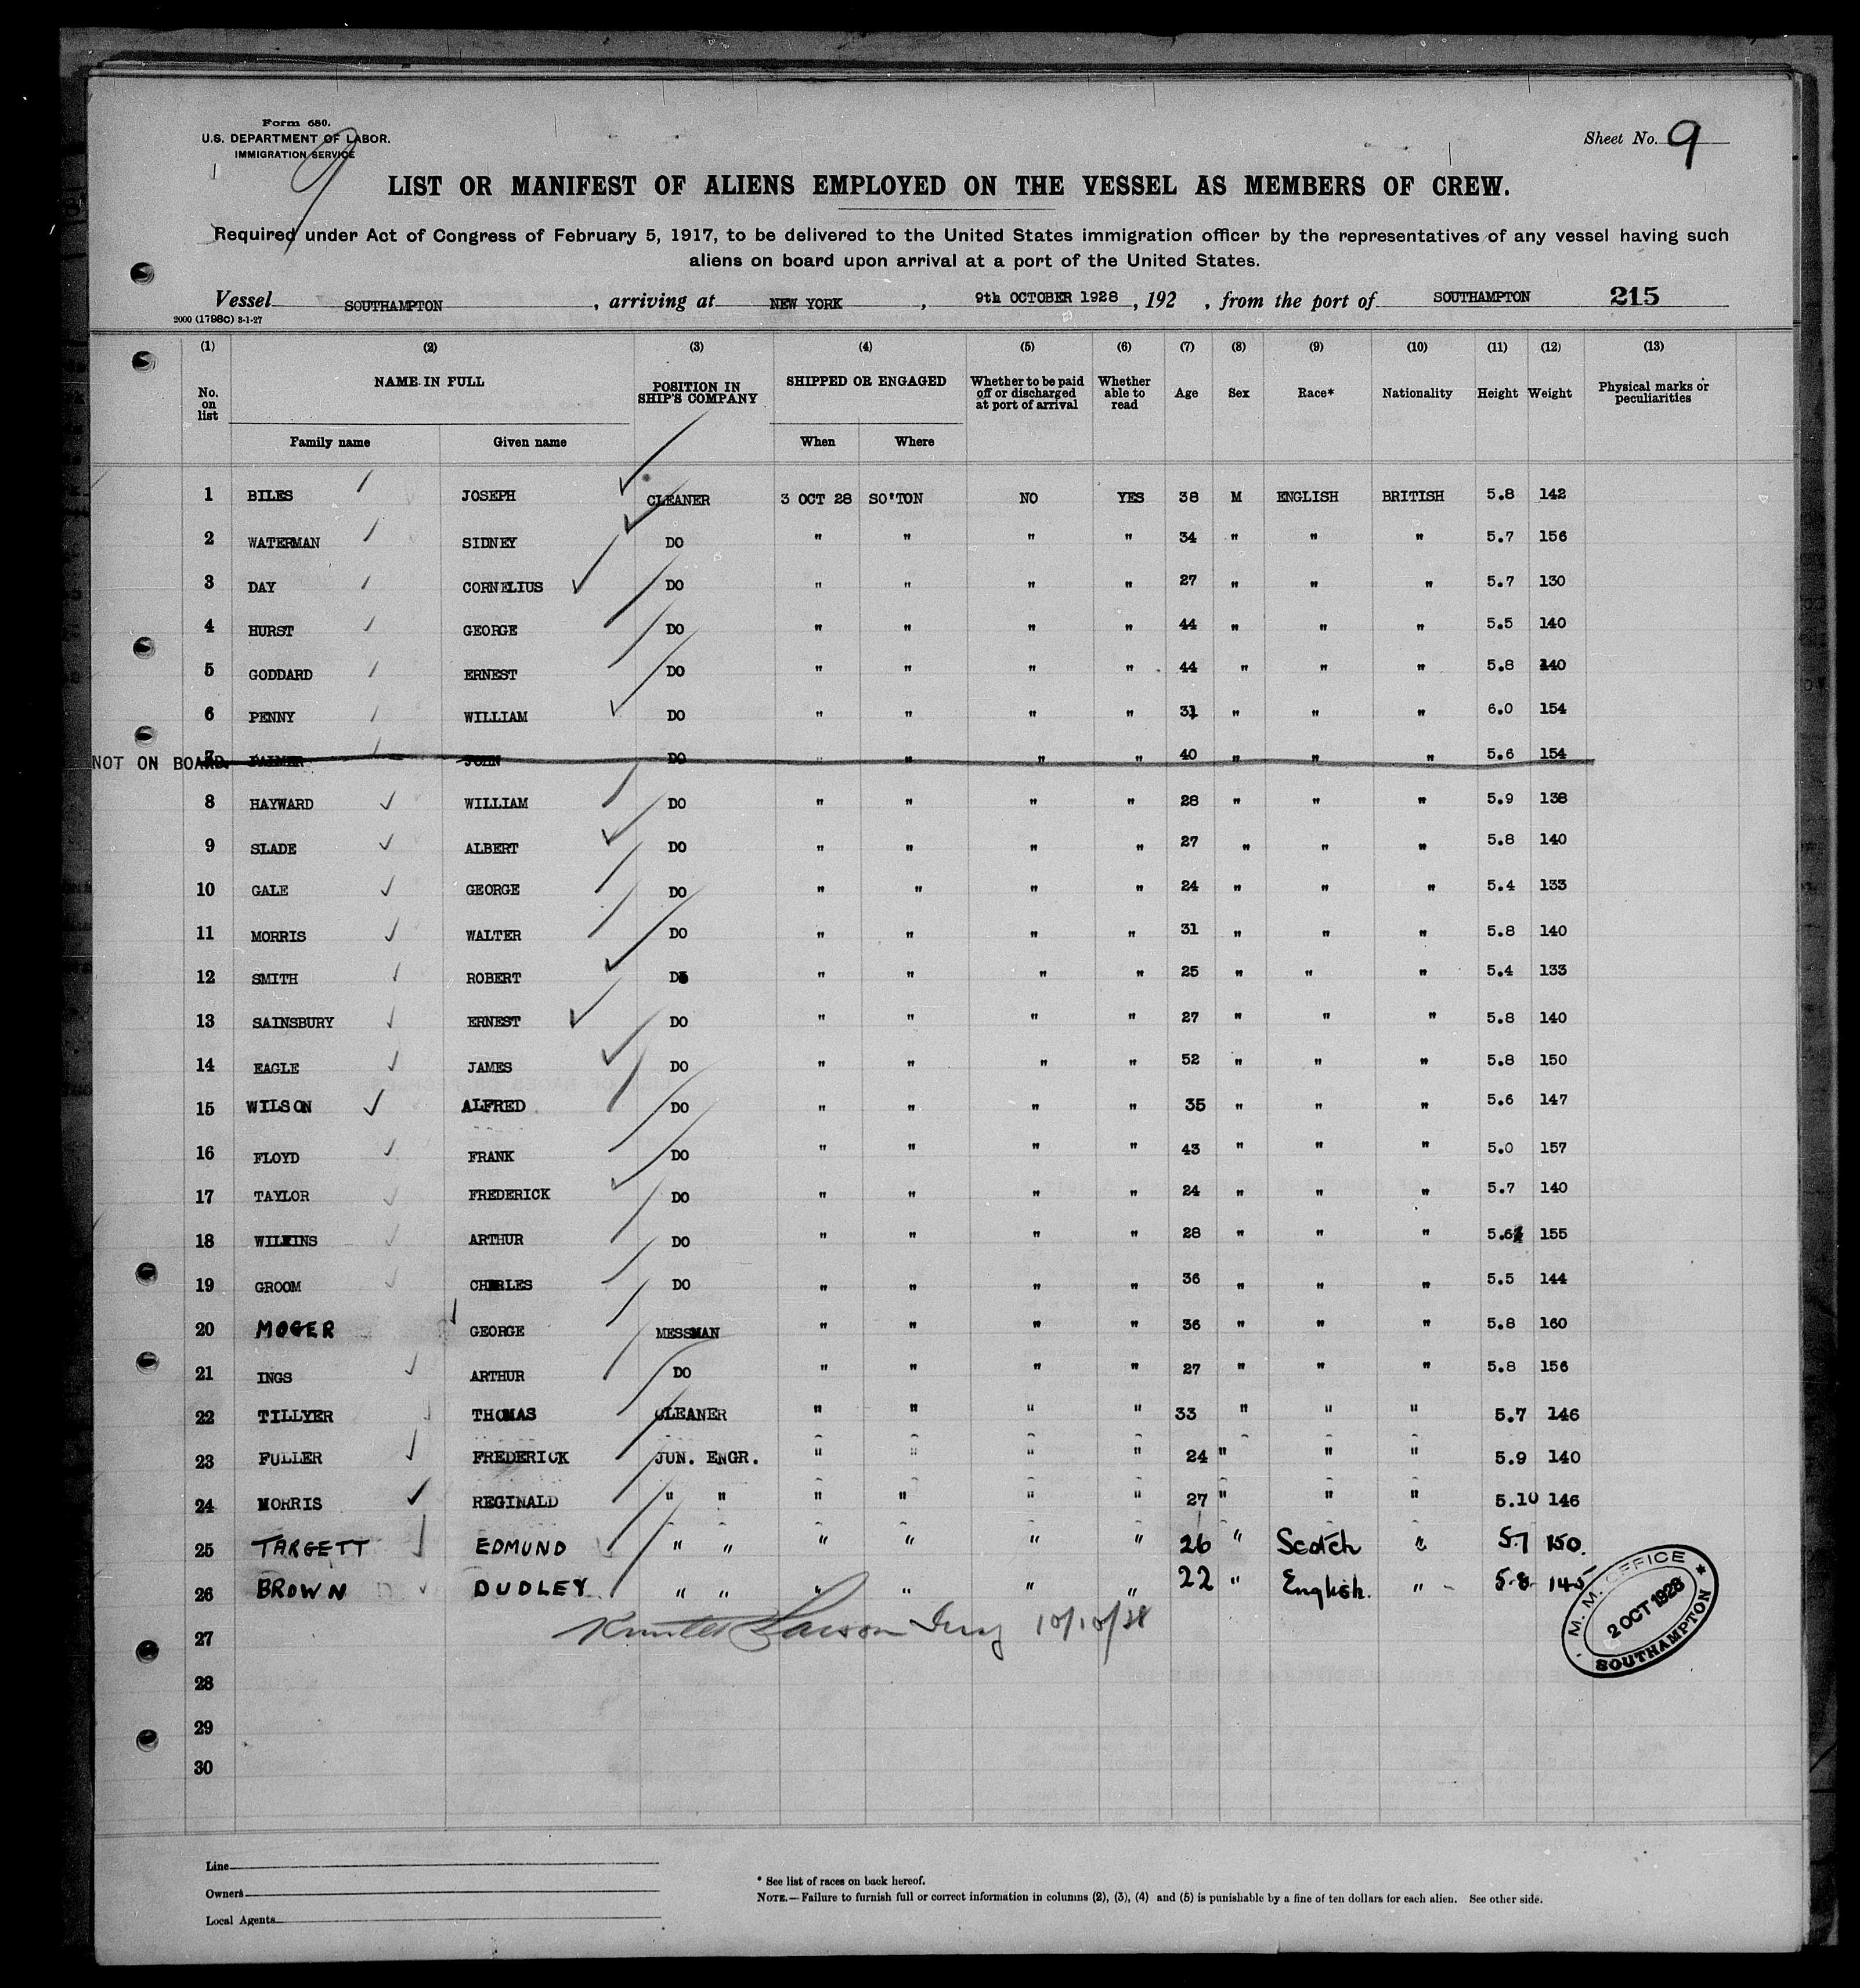 Form 680.
U.S. DEPARTMENT OF LABOR.
IMMIGRATION SERVICE
9
Sheet No. 9
LIST OR MANIFEST OF ALIENS EMPLOYED ON THE VESSEL AS MEMBERS OF CREW.
Required under Act of Congress of February 5, 1917, to be delivered to the United States immigration officer by the representatives of any vessel having such
aliens on board upon arrival at a port of the United States.
Vessel SOUTHAMPTON, arriving at NEW YORK, 9th OCTOBER 1928, 192 , from the port of SOUTHAMPTON 215
2000 (1798C) 3-1-27
(1) (2) (3) (4) (5) (6) (7) (8) (9) (10) (11) (12) (13)
No. on list NAME IN FULL POSITION IN SHIP'S COMPANY SHIPPED OR ENGAGED Whether to be paid off or discharged at port of arrival Whether able to read Age Sex Race* Nationality Height Weight Physical marks or peculiarities
Family name Given name When Where
1 BILES JOSEPH CLEANER 3 OCT 28 SO'TON NO YES 38 M ENGLISH BRITISH 5.8 142
2 WATERMAN SIDNEY DO " " " " 34 " " " 5.7 156
3 DAY CORNELIUS DO " " " " 27 " " " 5.7 130
4 HURST GEORGE DO " " " " 44 " " " 5.5 140
5 GODDARD ERNEST DO " " " " 44 " " " 5.8 140
6 PENNY WILLIAM DO " " " " 31 " " " 6.0 154
NOT ON BOARD. 7 PALMER JOHN DO " " " " 40 " " " 5.6 154
8 HAYWARD WILLIAM DO " " " " 28 " " " 5.9 138
9 SLADE ALBERT DO " " " " 27 " " " 5.8 140
10 GALE GEORGE DO " " " " 24 " " " 5.4 133
11 MORRIS WALTER DO " " " " 31 " " " 5.8 140
12 SMITH ROBERT DO " " " " 25 " " " 5.4 133
13 SAINSBURY ERNEST DO " " " " 27 " " " 5.8 140
14 EAGLE JAMES DO " " " " 52 " " " 5.8 150
15 WILSON ALFRED DO " " " " 35 " " " 5.6 147
16 FLOYD FRANK DO " " " " 43 " " " 5.0 157
17 TAYLOR FREDERICK DO " " " " 24 " " " 5.7 140
18 WILKINS ARTHUR DO " " " " 28 " " " 5.6 155
19 GROOM CHARLES DO " " " " 36 " " " 5.5 144
20 MOGER GEORGE MESSMAN " " " " 36 " " " 5.8 160
21 INGS ARTHUR DO " " " " 27 " " " 5.8 156
22 TILLYER THOMAS CLEANER " " " " 33 " " " 5.7 146
23 FULLER FREDERICK JUN. ENGR. " " " " 24 " " " 5.9 140
24 MORRIS REGINALD " " " " " " 27 " " " 5.10 146
25 TARGETT EDMUND " " " " " " 26 " Scotch " 5.7 150.
26 BROWN DUDLEY " " " " " " 22 " English. " 5.8 145
27
28
29
30
10/10/28
M. M. OFFICE
2 OCT 1928
SOUTHAMPTON
Line
Owners
Local Agents
* See list of races on back hereof.
NOTE.—Failure to furnish full or correct information in columns (2), (3), (4) and (5) is punishable by a fine of ten dollars for each alien. See other side.